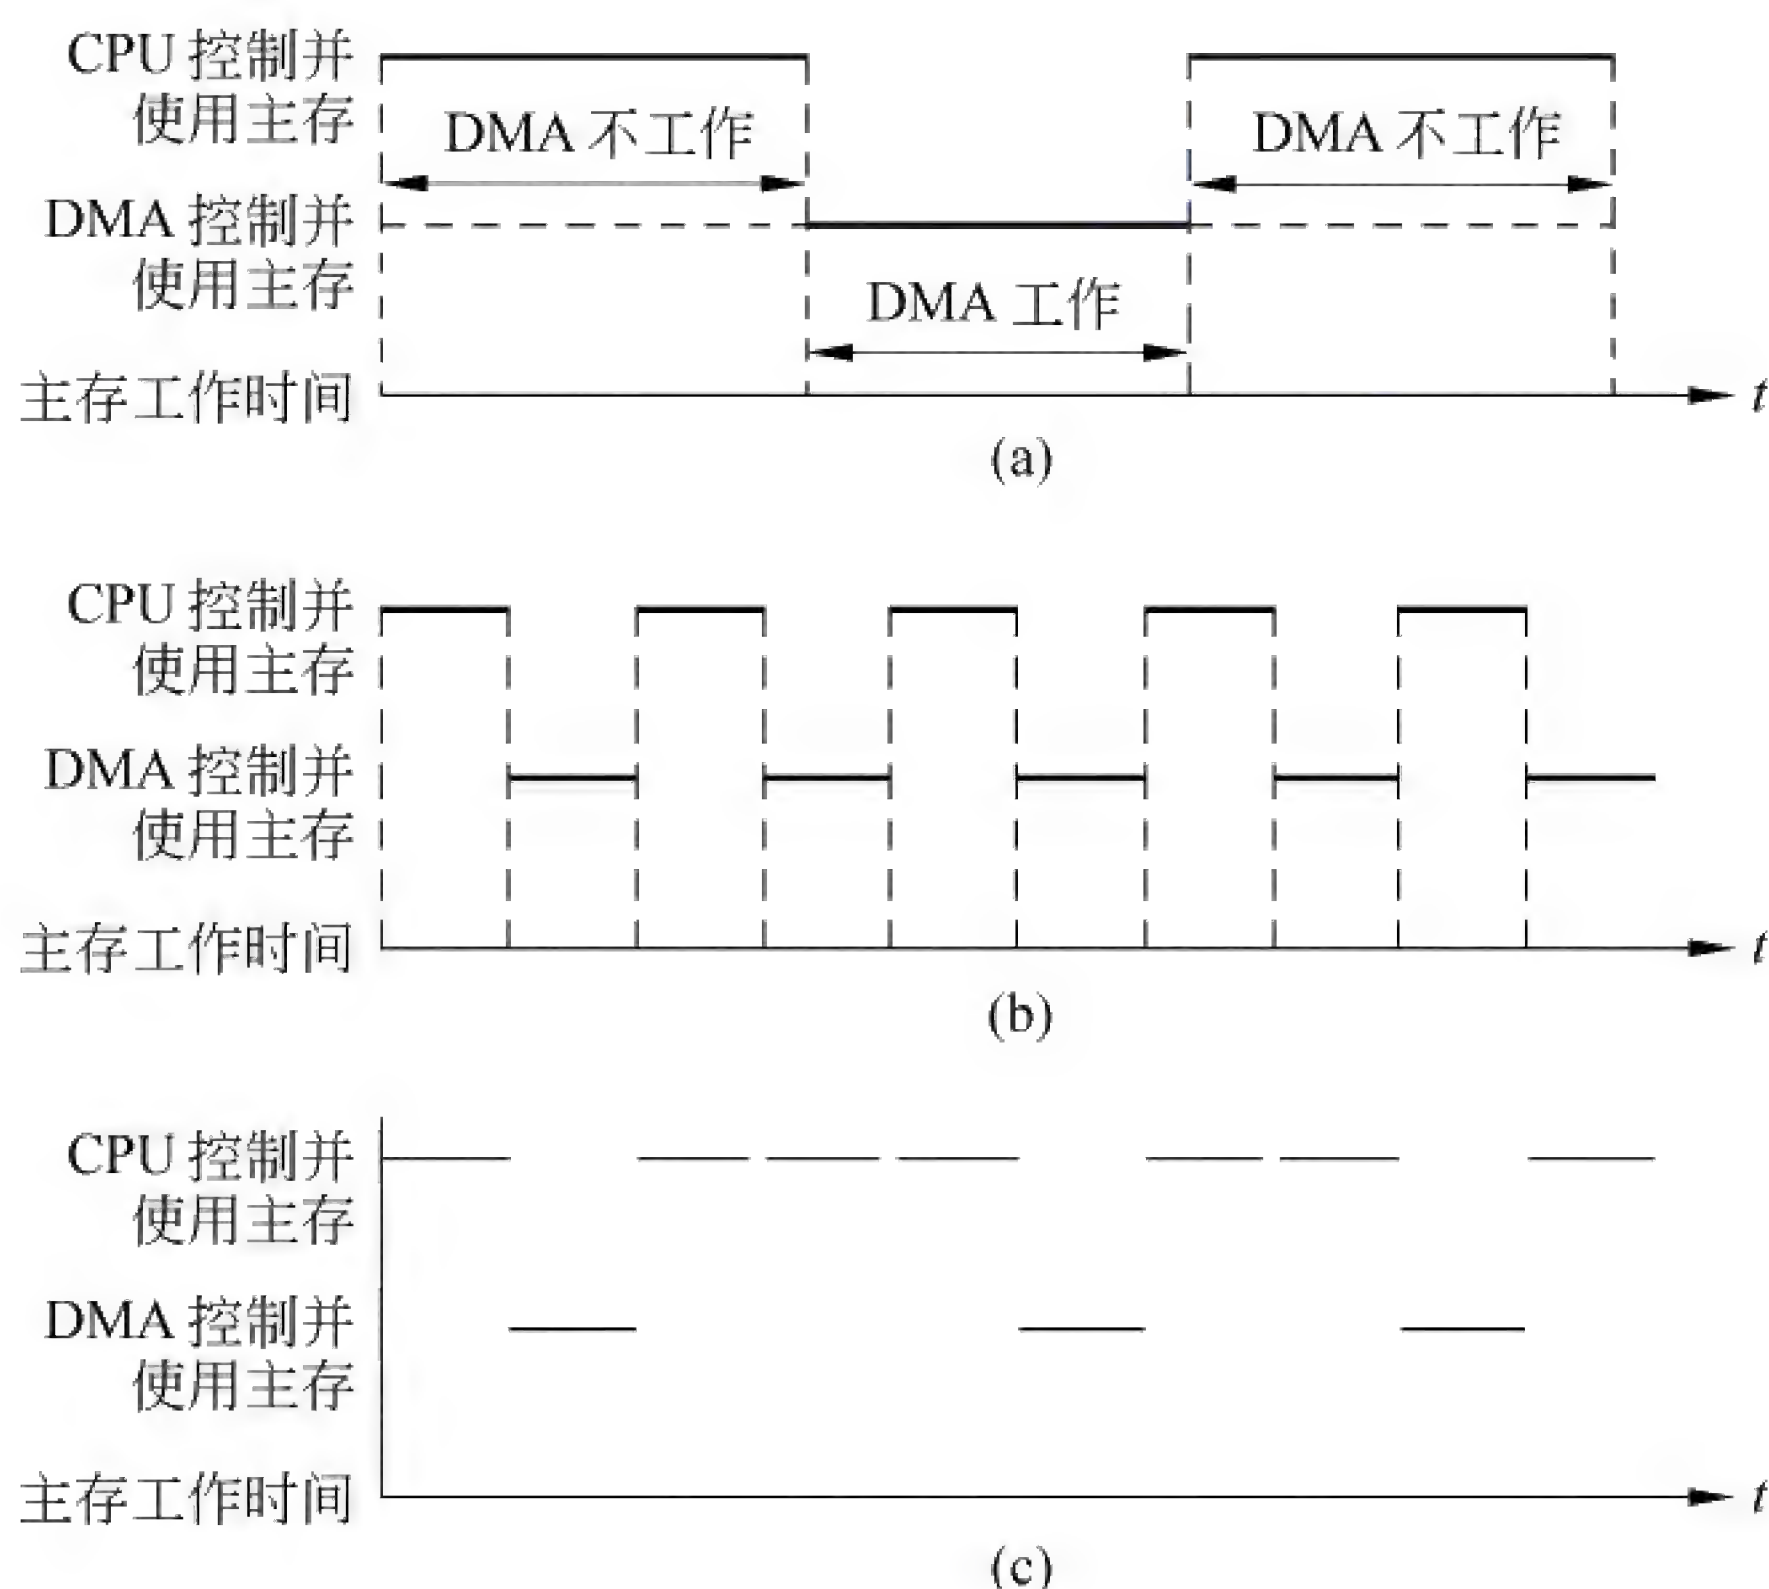 CPU 控制并
使用主存
DMA 不工作
DMA 不工作
DMA 控制并
使用主存
DMA 工作
主存工作时间
t
(a)
CPU 控制并
使用主存
DMA 控制并
使用主存
主存工作时间
t
(b)
CPU 控制并
使用主存
DMA 控制并
使用主存
主存工作时间
t
(c)